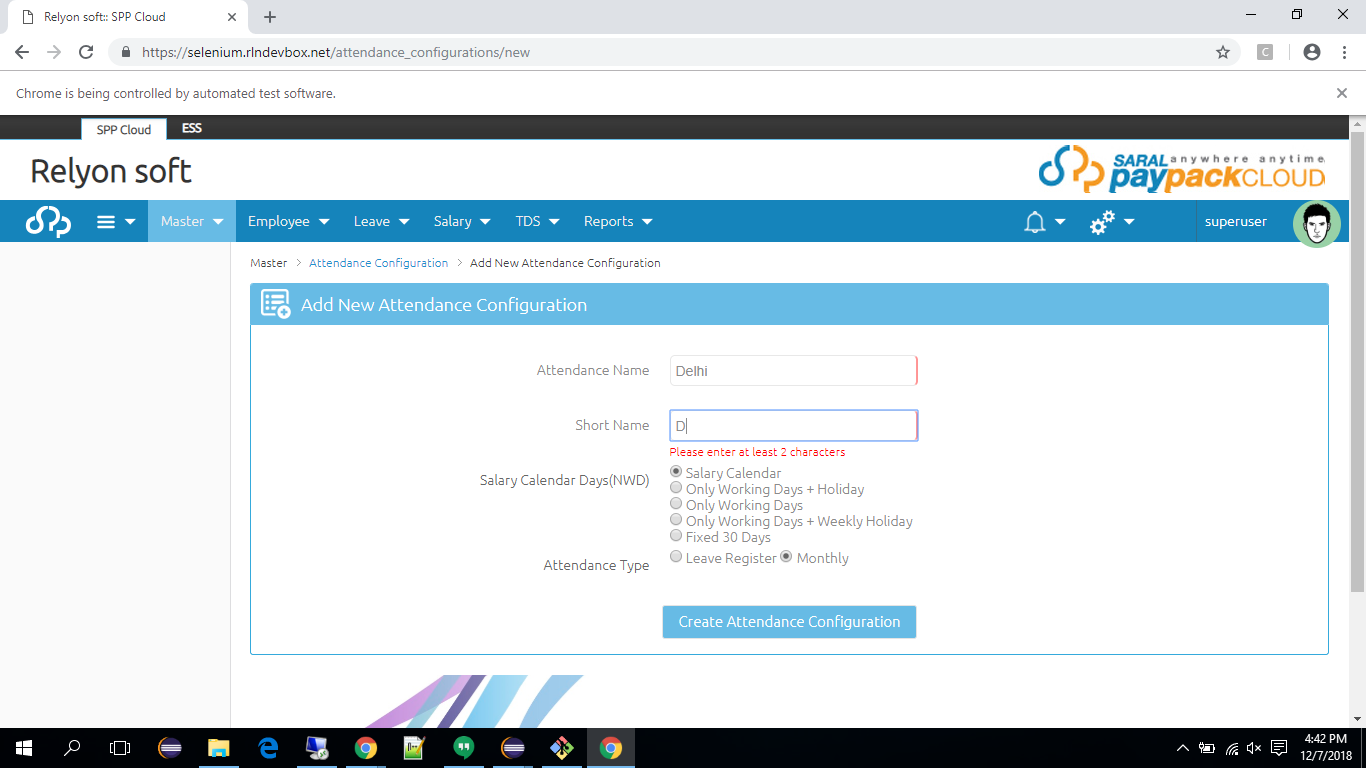 Relyon soft:: SPP Cloud
https://selenium.rlndevbox.net/attendance_configurations/new
C
Chrome is being controlled by automated test software.
SPP Cloud ESS
Relyon soft
SARAL anywhere anytime
paypackCLOUD
Master Employee Leave Salary TDS Reports superuser
Master > Attendance Configuration > Add New Attendance Configuration
Add New Attendance Configuration
Attendance Name Delhi
Short Name D
Please enter at least 2 characters
Salary Calendar Days(NWD) Salary Calendar
Only Working Days + Holiday
Only Working Days
Only Working Days + Weekly Holiday
Fixed 30 Days
Attendance Type Leave Register Monthly
Create Attendance Configuration
4:42 PM
12/7/2018